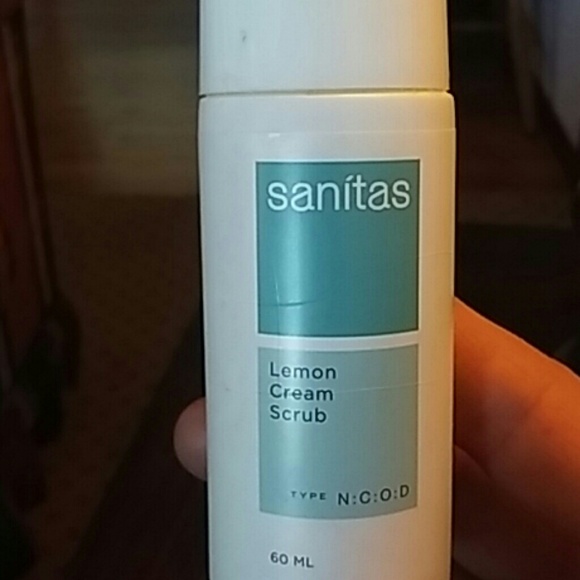 sanítas
Lemon
Cream
Scrub
TYPE N:C:O:D
60 ML